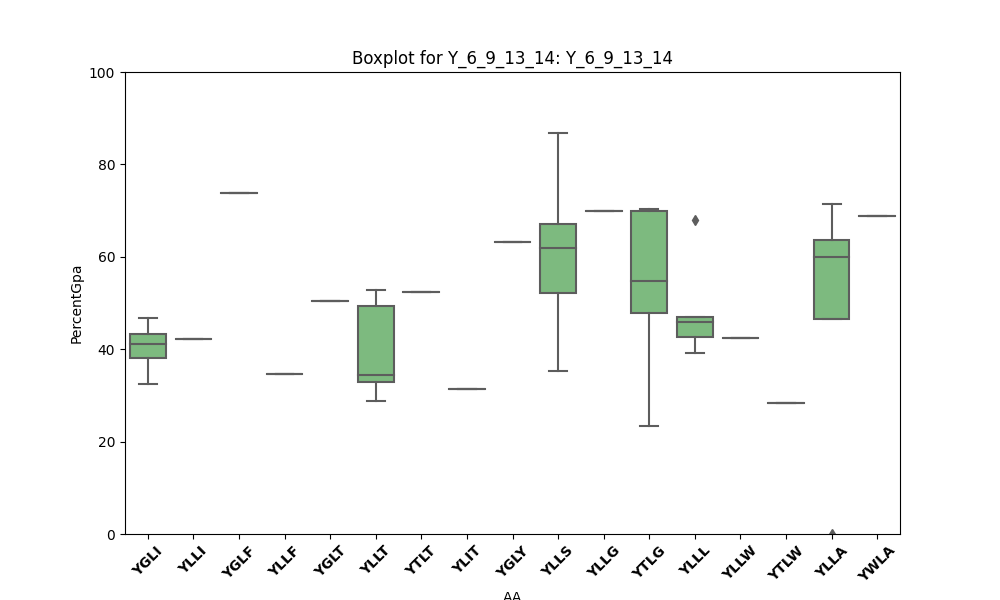 Boxplot for Y_6_9_13_14: Y_6_9_13_14
100
80
60
40
20
0
PercentGpa
YGLI
YLLI
YGLF
YLLF
YGLT
YLLT
YTLT
YLIT
YGLY
YLLS
YLLG
YTLG
YLLL
YLLW
YTLW
YLLA
YWLA
AA